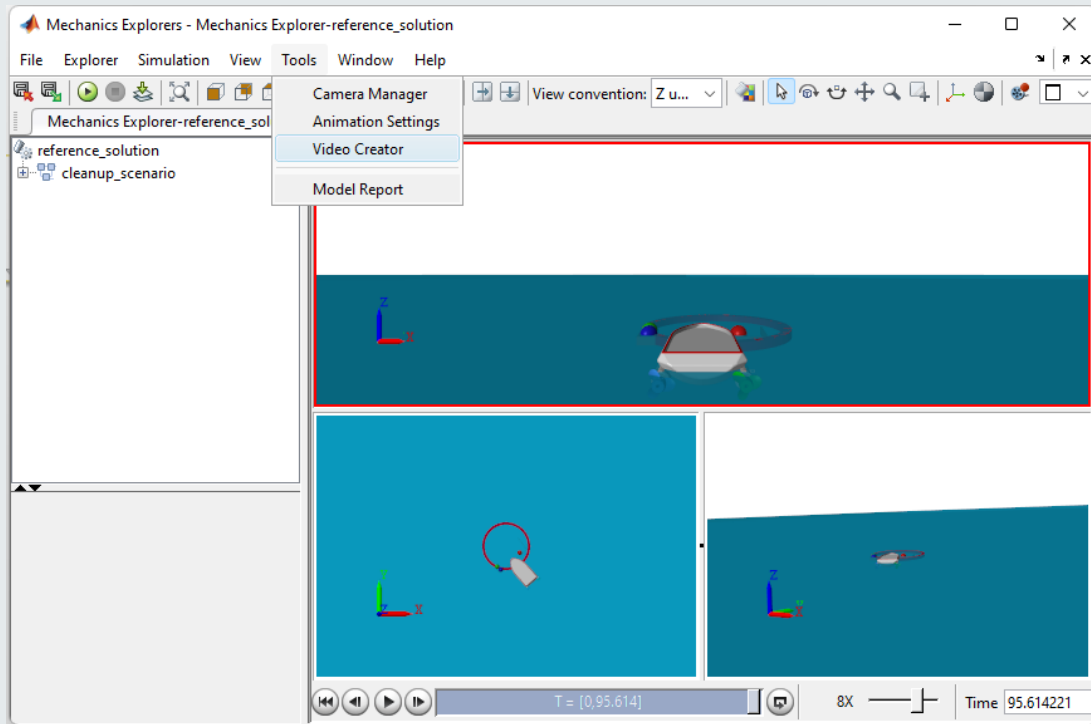 Mechanics Explorers - Mechanics Explorer-reference_solution
File Explorer Simulation View Tools Window Help
View convention: Z u...
Mechanics Explorer-reference_sol
Camera Manager
Animation Settings
Video Creator
Model Report
reference_solution
cleanup_scenario
Z
X
Y
Z
X
Z
Y
X
T = [0,95.614]
8X
Time 95.614221